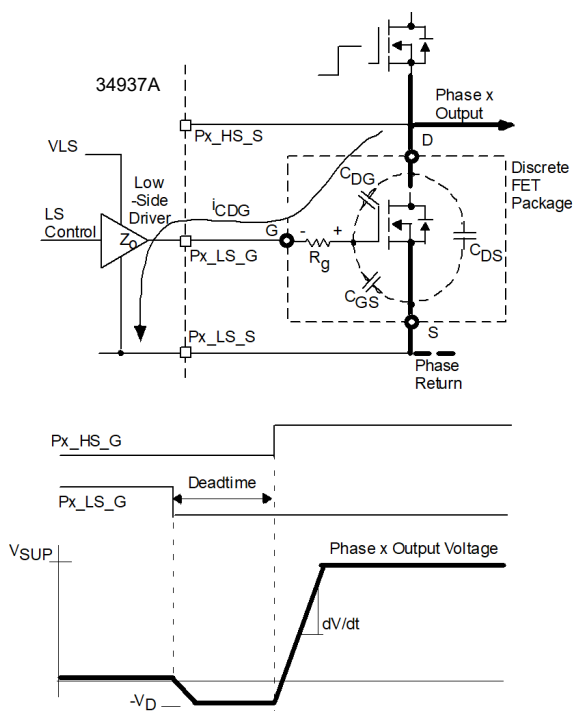 34937A
Phase x
Output
Px_HS_S
D
VLS
Discrete
FET
Package
Low
-Side
Driver
iCDG
CDG
LS
Control
Zo
G
- +
Px_LS_G
Rg
CDS
CGS
S
Px_LS_S
Phase
Return
Px_HS_G
Deadtime
Px_LS_G
VSUP
Phase x Output Voltage
dV/dt
-VD